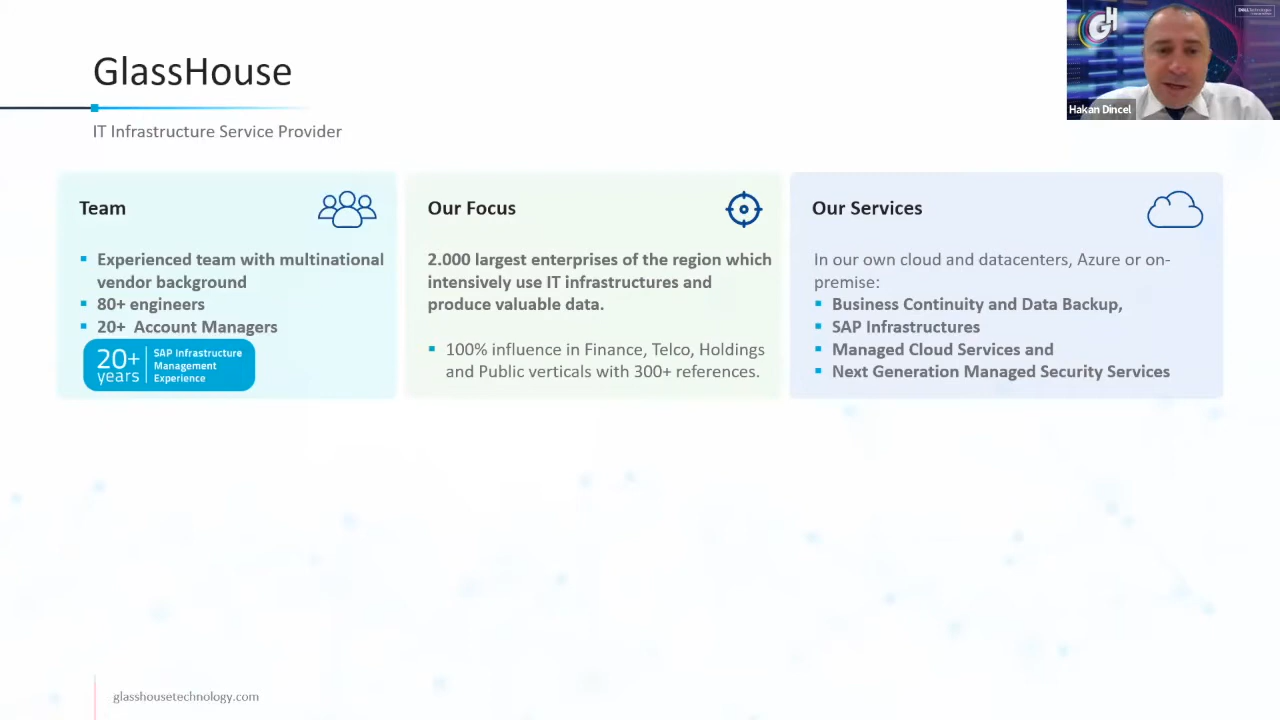 GlassHouse
IT Infrastructure Service Provider
GH
DELL Technologies
Hakan Dincel
Team
Experienced team with multinational
vendor background
80+ engineers
20+ Account Managers
20+
years
SAP Infrastructure
Management
Experience
Our Focus
2.000 largest enterprises of the region which
intensively use IT infrastructures and
produce valuable data.
100% influence in Finance, Telco, Holdings
and Public verticals with 300+ references.
Our Services
In our own cloud and datacenters, Azure or on-
premise:
Business Continuity and Data Backup,
SAP Infrastructures
Managed Cloud Services and
Next Generation Managed Security Services
glasshousetechnology.com